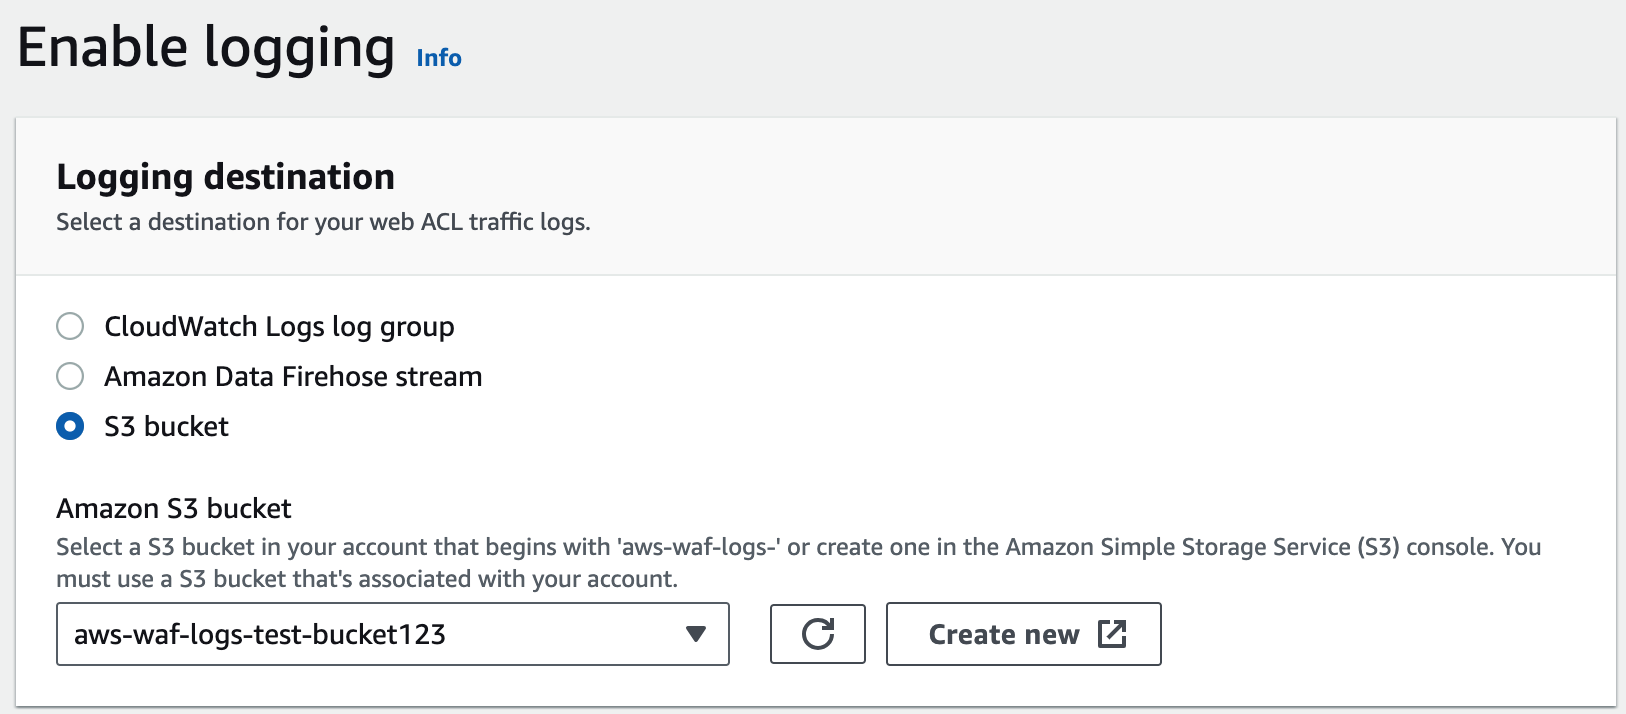 Enable logging Info
Logging destination
Select a destination for your web ACL traffic logs.
CloudWatch Logs log group
Amazon Data Firehose stream
S3 bucket
Amazon S3 bucket
Select a S3 bucket in your account that begins with 'aws-waf-logs-' or create one in the Amazon Simple Storage Service (S3) console. You
must use a S3 bucket that's associated with your account.
aws-waf-logs-test-bucket123 Create new